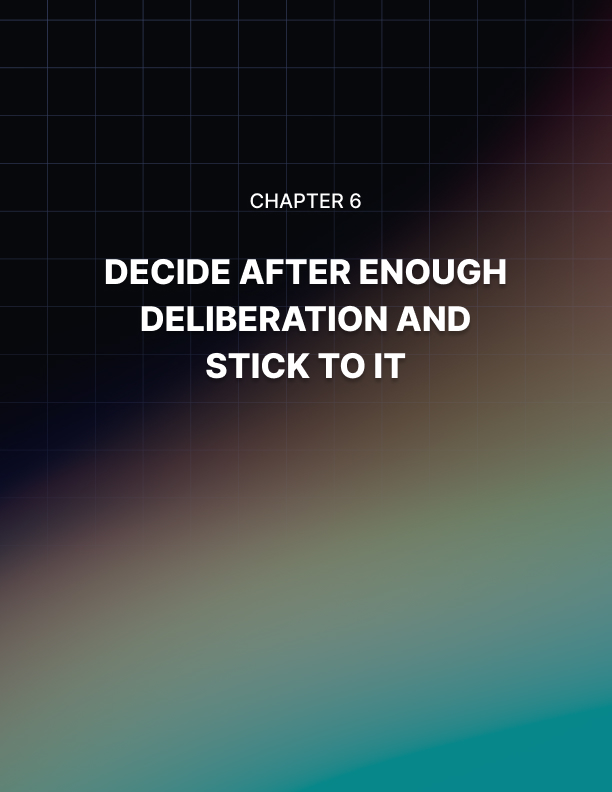 CHAPTER 6
DECIDE AFTER ENOUGH
DELIBERATION AND
STICK TO IT